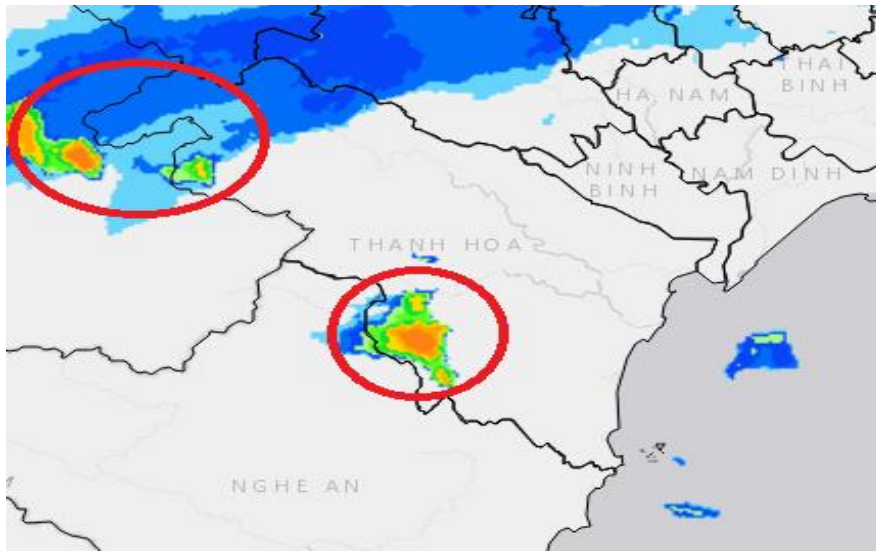 THAI
BINH
HA NAM
NINH
BINH
NAM DINH
THANH HOA
NGHE AN